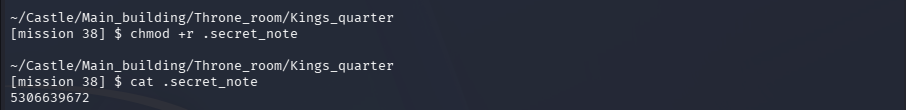 ~/Castle/Main_building/Throne_room/Kings_quarter
[mission 38] $ chmod +r .secret_note
~/Castle/Main_building/Throne_room/Kings_quarter
[mission 38] $ cat .secret_note
5306639672